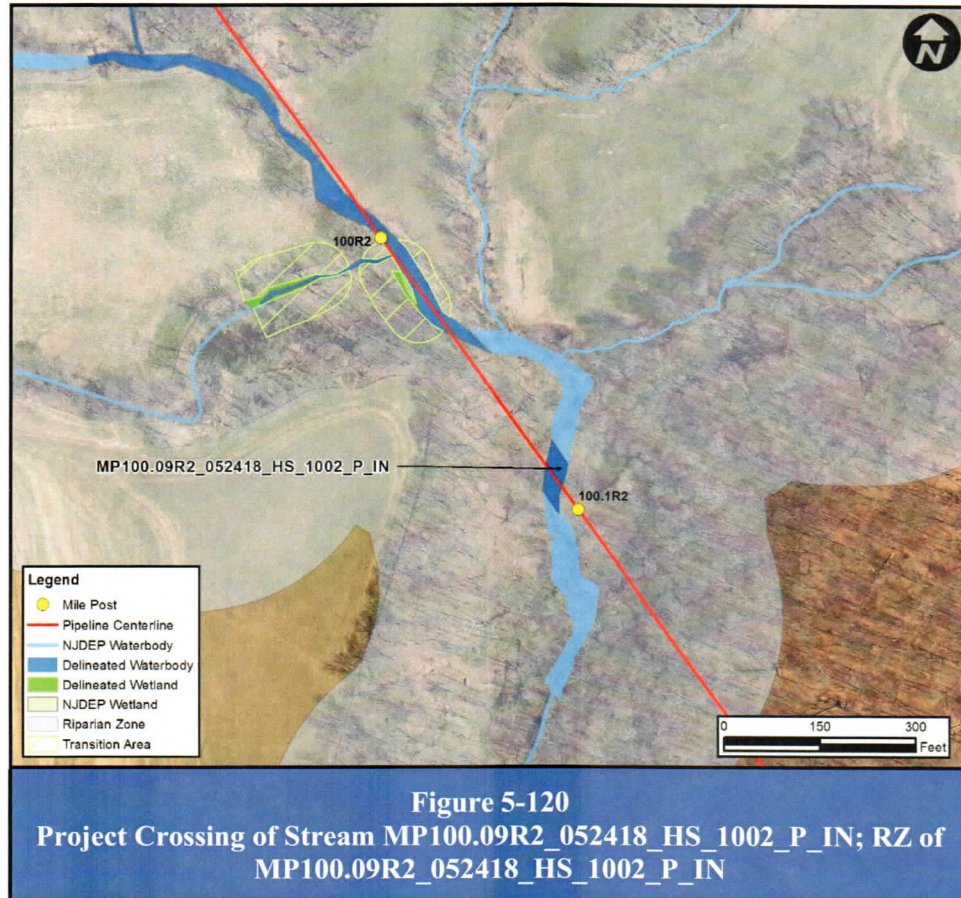 N
100R2
MP100.09R2_052418_HS_1002_P_IN
100.1R2
Legend
Mile Post
Pipeline Centerline
NJDEP Waterbody
Delineated Waterbody
Delineated Wetland
NJDEP Wetland
Riparian Zone
Transition Area
0 150 300
Feet
Figure 5-120
Project Crossing of Stream MP100.09R2_052418_HS_1002_P_IN; RZ of
MP100.09R2_052418_HS_1002_P_IN